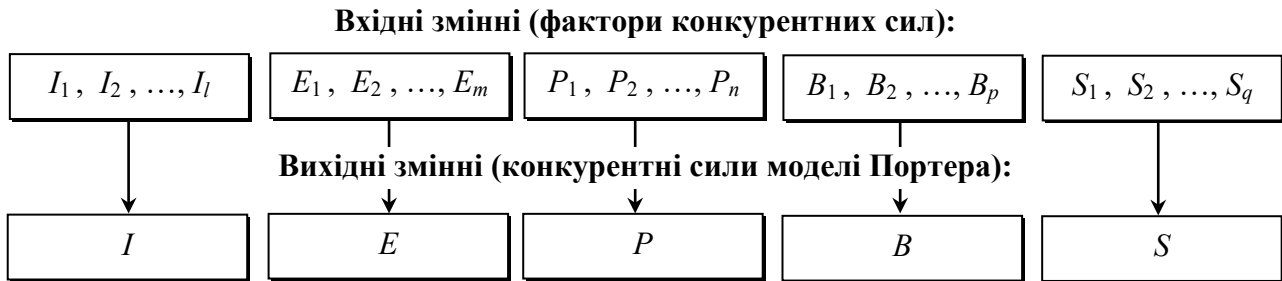 Вхідні змінні (фактори конкурентних сил):
I1 , I2 , …, Il E1 , E2 , …, Em P1 , P2 , …, Pn B1 , B2 , …, Bp S1 , S2 , …, Sq
Вихідні змінні (конкурентні сили моделі Портера):
I E P B S